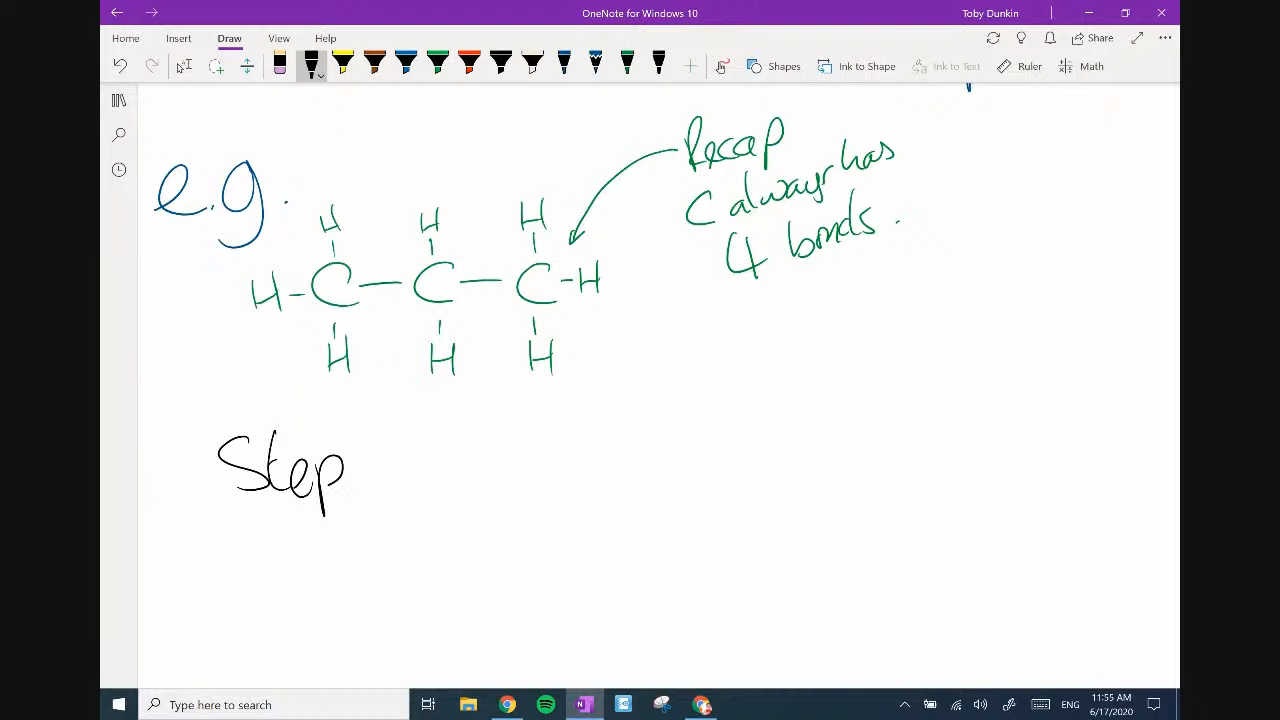 OneNote for Windows 10
Toby Dunkin
Home Insert Draw View Help
Share
Shapes Ink to Shape Ink to Text Ruler Math
e.g.
Recap
C always has
4 bonds.
H H H
H-C-C-C-H
H H H
Step
Type here to search
ENG
11:55 AM
6/17/2020